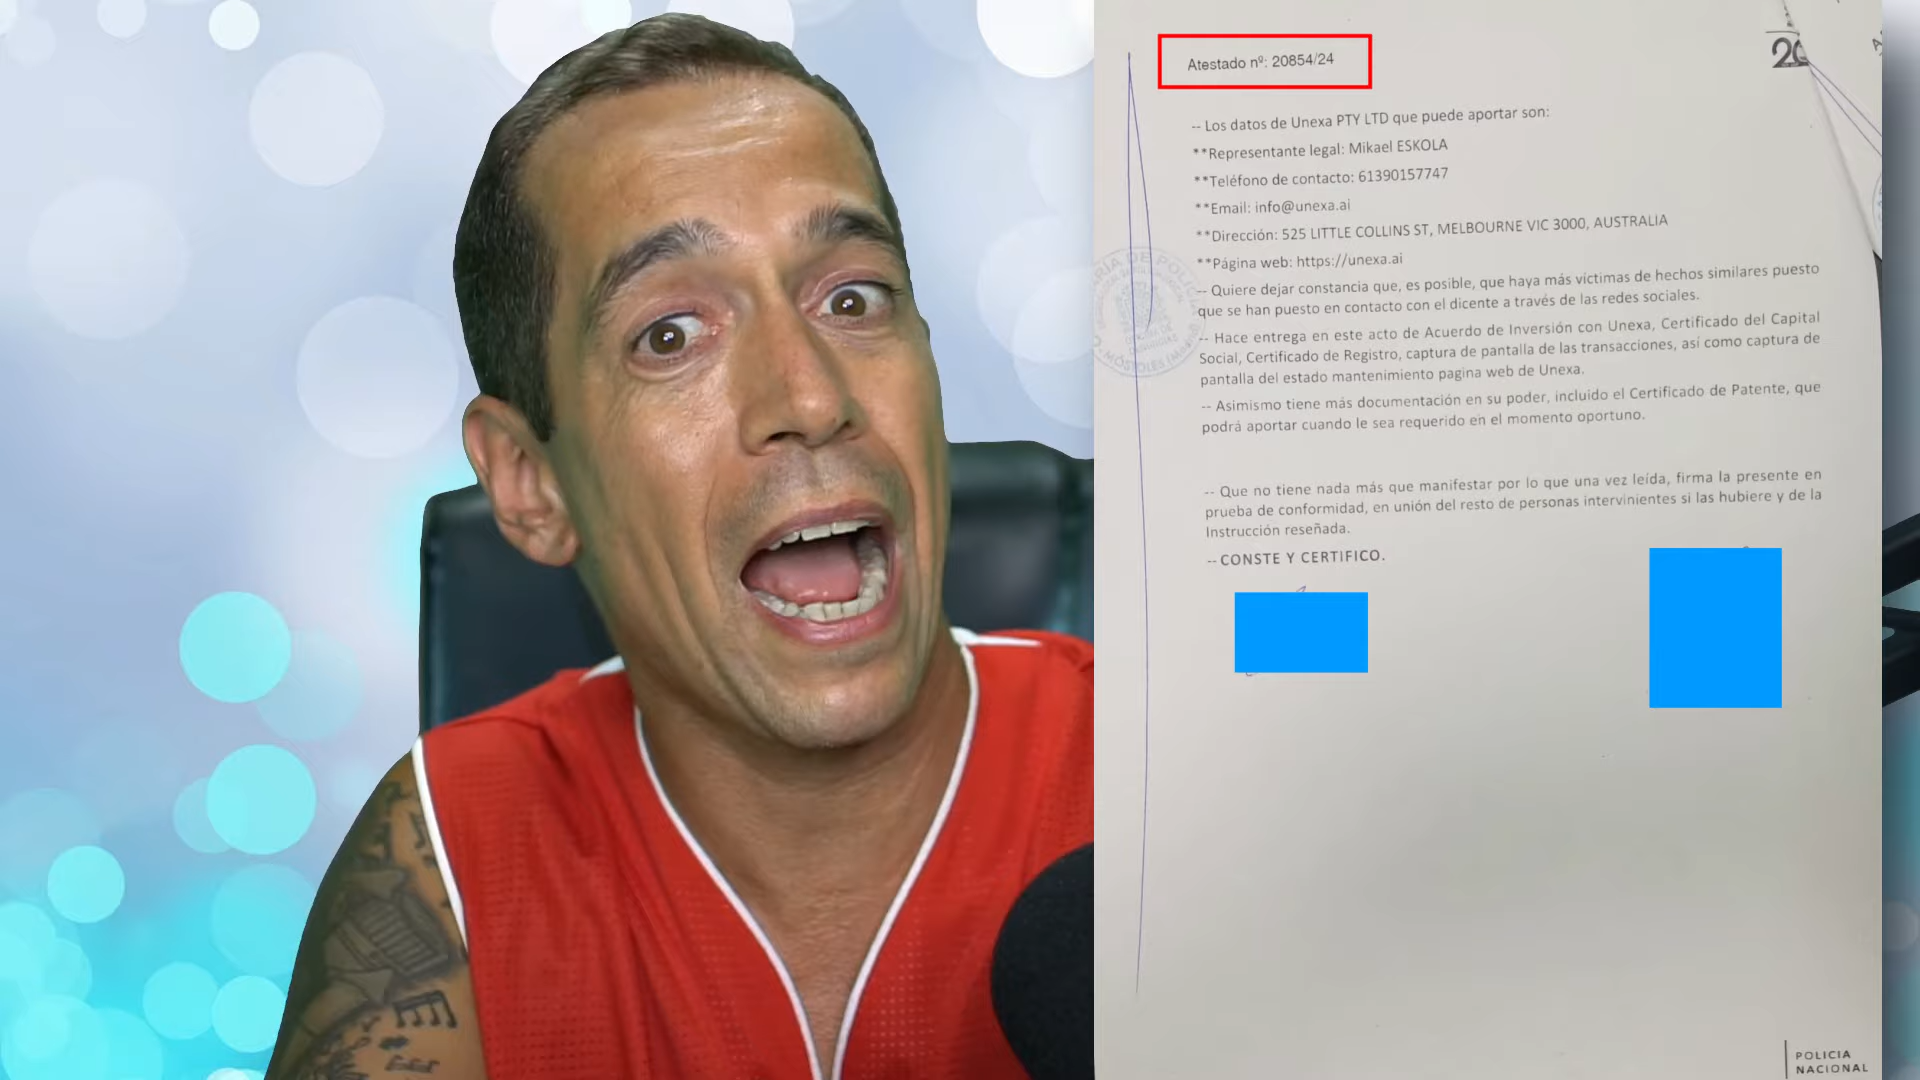 Atestado nº: 20854/24
20
-- Los datos de Unexa PTY LTD que puede aportar son:
**Representante legal: Mikael ESKOLA
**Teléfono de contacto: 61390157747
**Email: info@unexa.ai
**Dirección: 525 LITTLE COLLINS ST, MELBOURNE VIC 3000, AUSTRALIA
**Página web: https://unexa.ai
-- Quiere dejar constancia que, es posible, que haya más victimas de hechos similares puesto
que se han puesto en contacto con el dicente a través de las redes sociales.
-- Hace entrega en este acto de Acuerdo de Inversión con Unexa, Certificado del Capital
Social, Certificado de Registro, captura de pantalla de las transacciones, así como captura de
pantalla del estado mantenimiento pagina web de Unexa.
-- Asimismo tiene más documentación en su poder, incluido el Certificado de Patente, que
podrá aportar cuando le sea requerido en el momento oportuno.
-- Que no tiene nada más que manifestar por lo que una vez leída, firma la presente en
prueba de conformidad, en unión del resto de personas intervinientes si las hubiere y de la
Instrucción reseñada.
-- CONSTE Y CERTIFICO.
POLICIA
NACIONAL